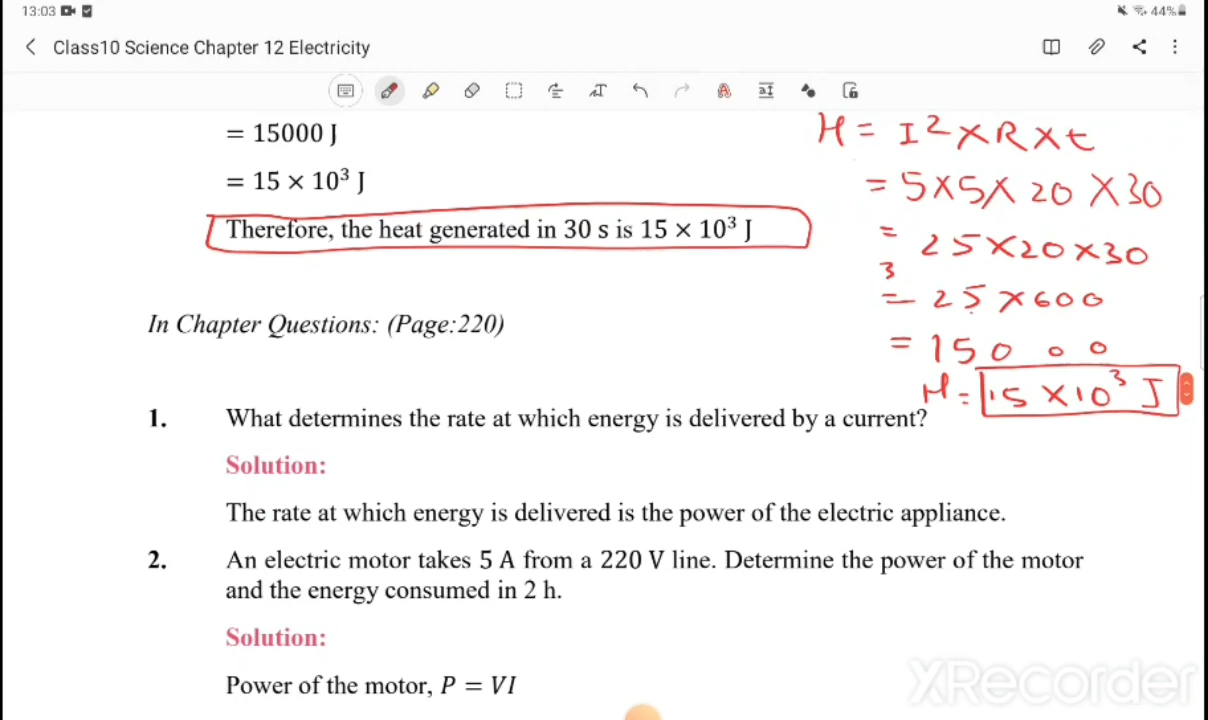 13:03 44%
Class10 Science Chapter 12 Electricity
= 15000 J
= 15 × 10³ J
Therefore, the heat generated in 30 s is 15 × 10³ J
H = I² × R × t
= 5 × 5 × 20 × 30
= 25 × 20 × 30
3
= 25 × 600
= 15000
H = 15 × 10³ J
In Chapter Questions: (Page:220)
1. What determines the rate at which energy is delivered by a current?
Solution:
The rate at which energy is delivered is the power of the electric appliance.
2. An electric motor takes 5 A from a 220 V line. Determine the power of the motor
and the energy consumed in 2 h.
Solution:
Power of the motor, P = VI
XRecorder